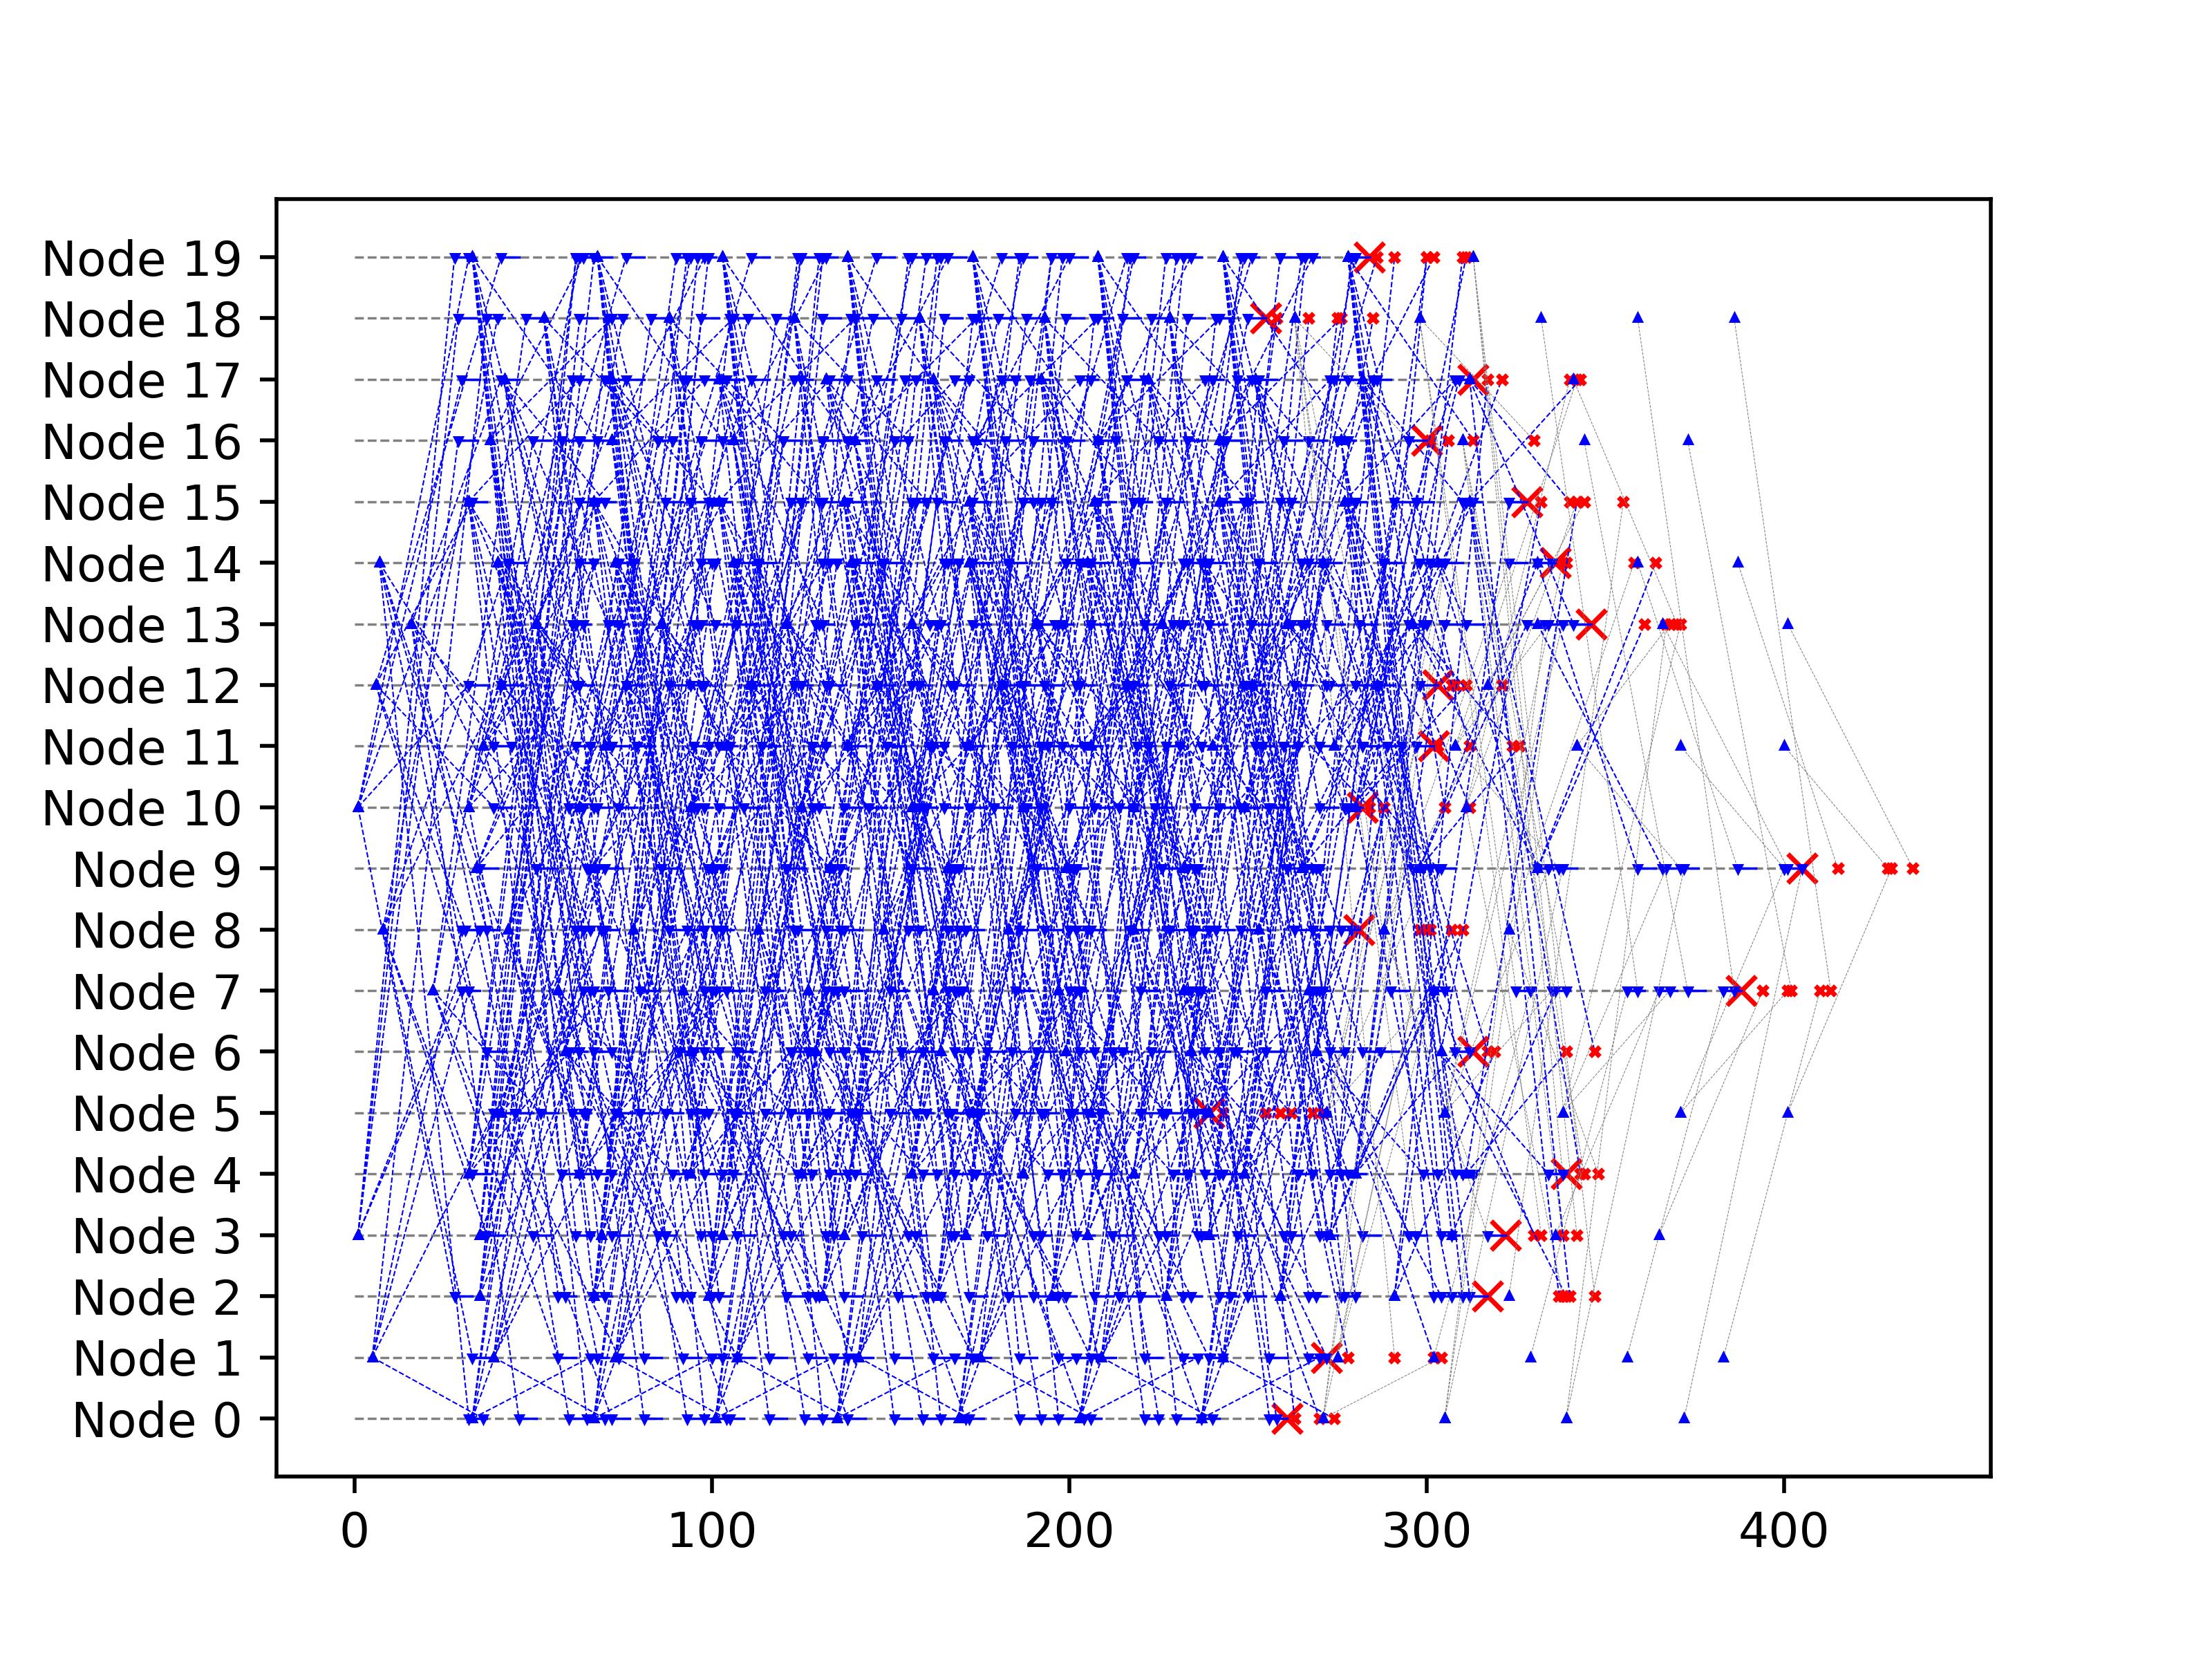 Node 19
Node 18
Node 17
Node 16
Node 15
Node 14
Node 13
Node 12
Node 11
Node 10
Node 9
Node 8
Node 7
Node 6
Node 5
Node 4
Node 3
Node 2
Node 1
Node 0
0 100 200 300 400